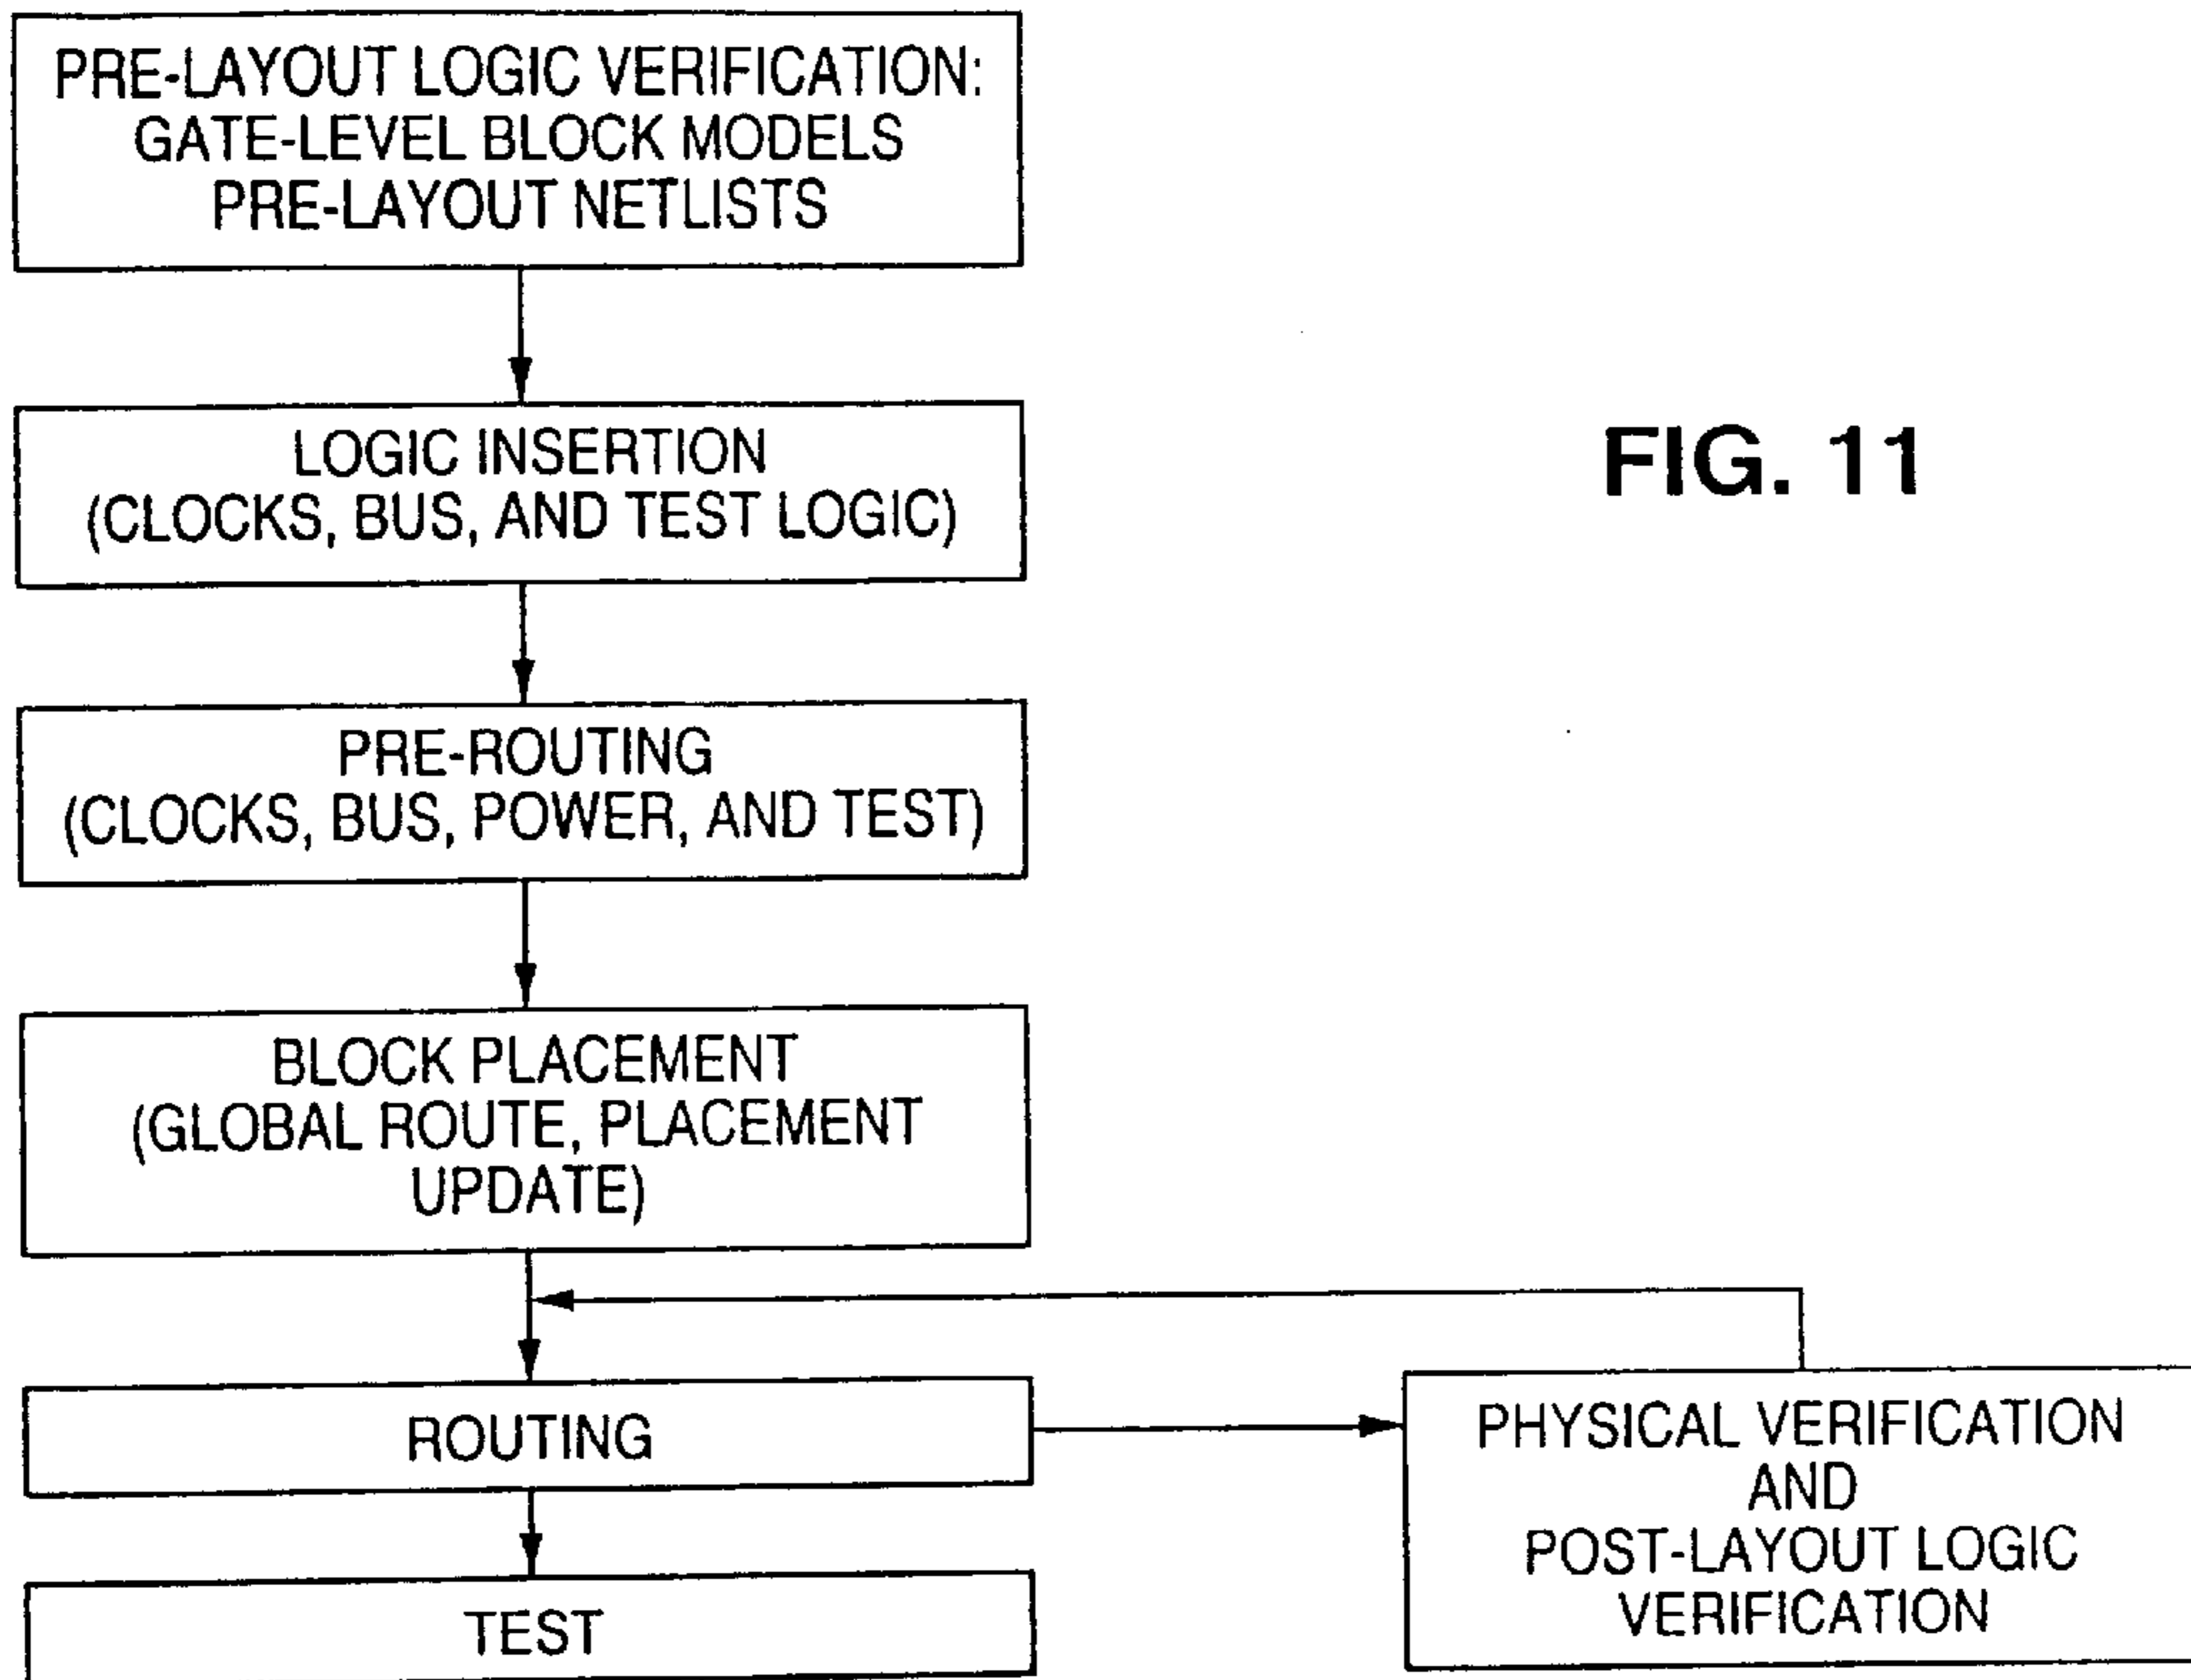 PRE-LAYOUT LOGIC VERIFICATION:
GATE-LEVEL BLOCK MODELS
PRE-LAYOUT NETLISTS
LOGIC INSERTION
(CLOCKS, BUS, AND TEST LOGIC)
FIG. 11
PRE-ROUTING
(CLOCKS, BUS, POWER, AND TEST)
BLOCK PLACEMENT
(GLOBAL ROUTE, PLACEMENT
UPDATE)
ROUTING
PHYSICAL VERIFICATION
AND
POST-LAYOUT LOGIC
VERIFICATION
TEST